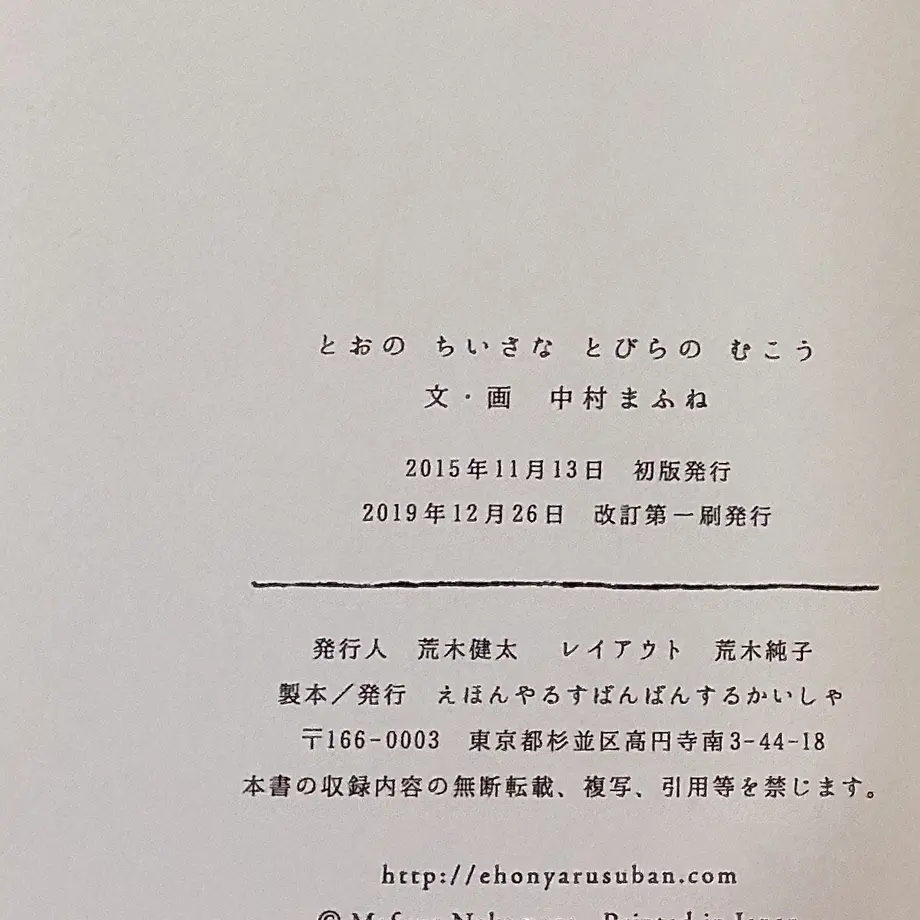 とおの ちいさな とびらの むこう
文・画　中村まふね
2015年11月13日　初版発行
2019年12月26日　改訂第一刷発行
発行人　荒木健太　レイアウト　荒木純子
製本／発行　えほんやるすばんばんするかいしゃ
〒166-0003　東京都杉並区高円寺南3-44-18
本書の収録内容の無断転載、複写、引用等を禁じます。
http://ehonyarusuban.com